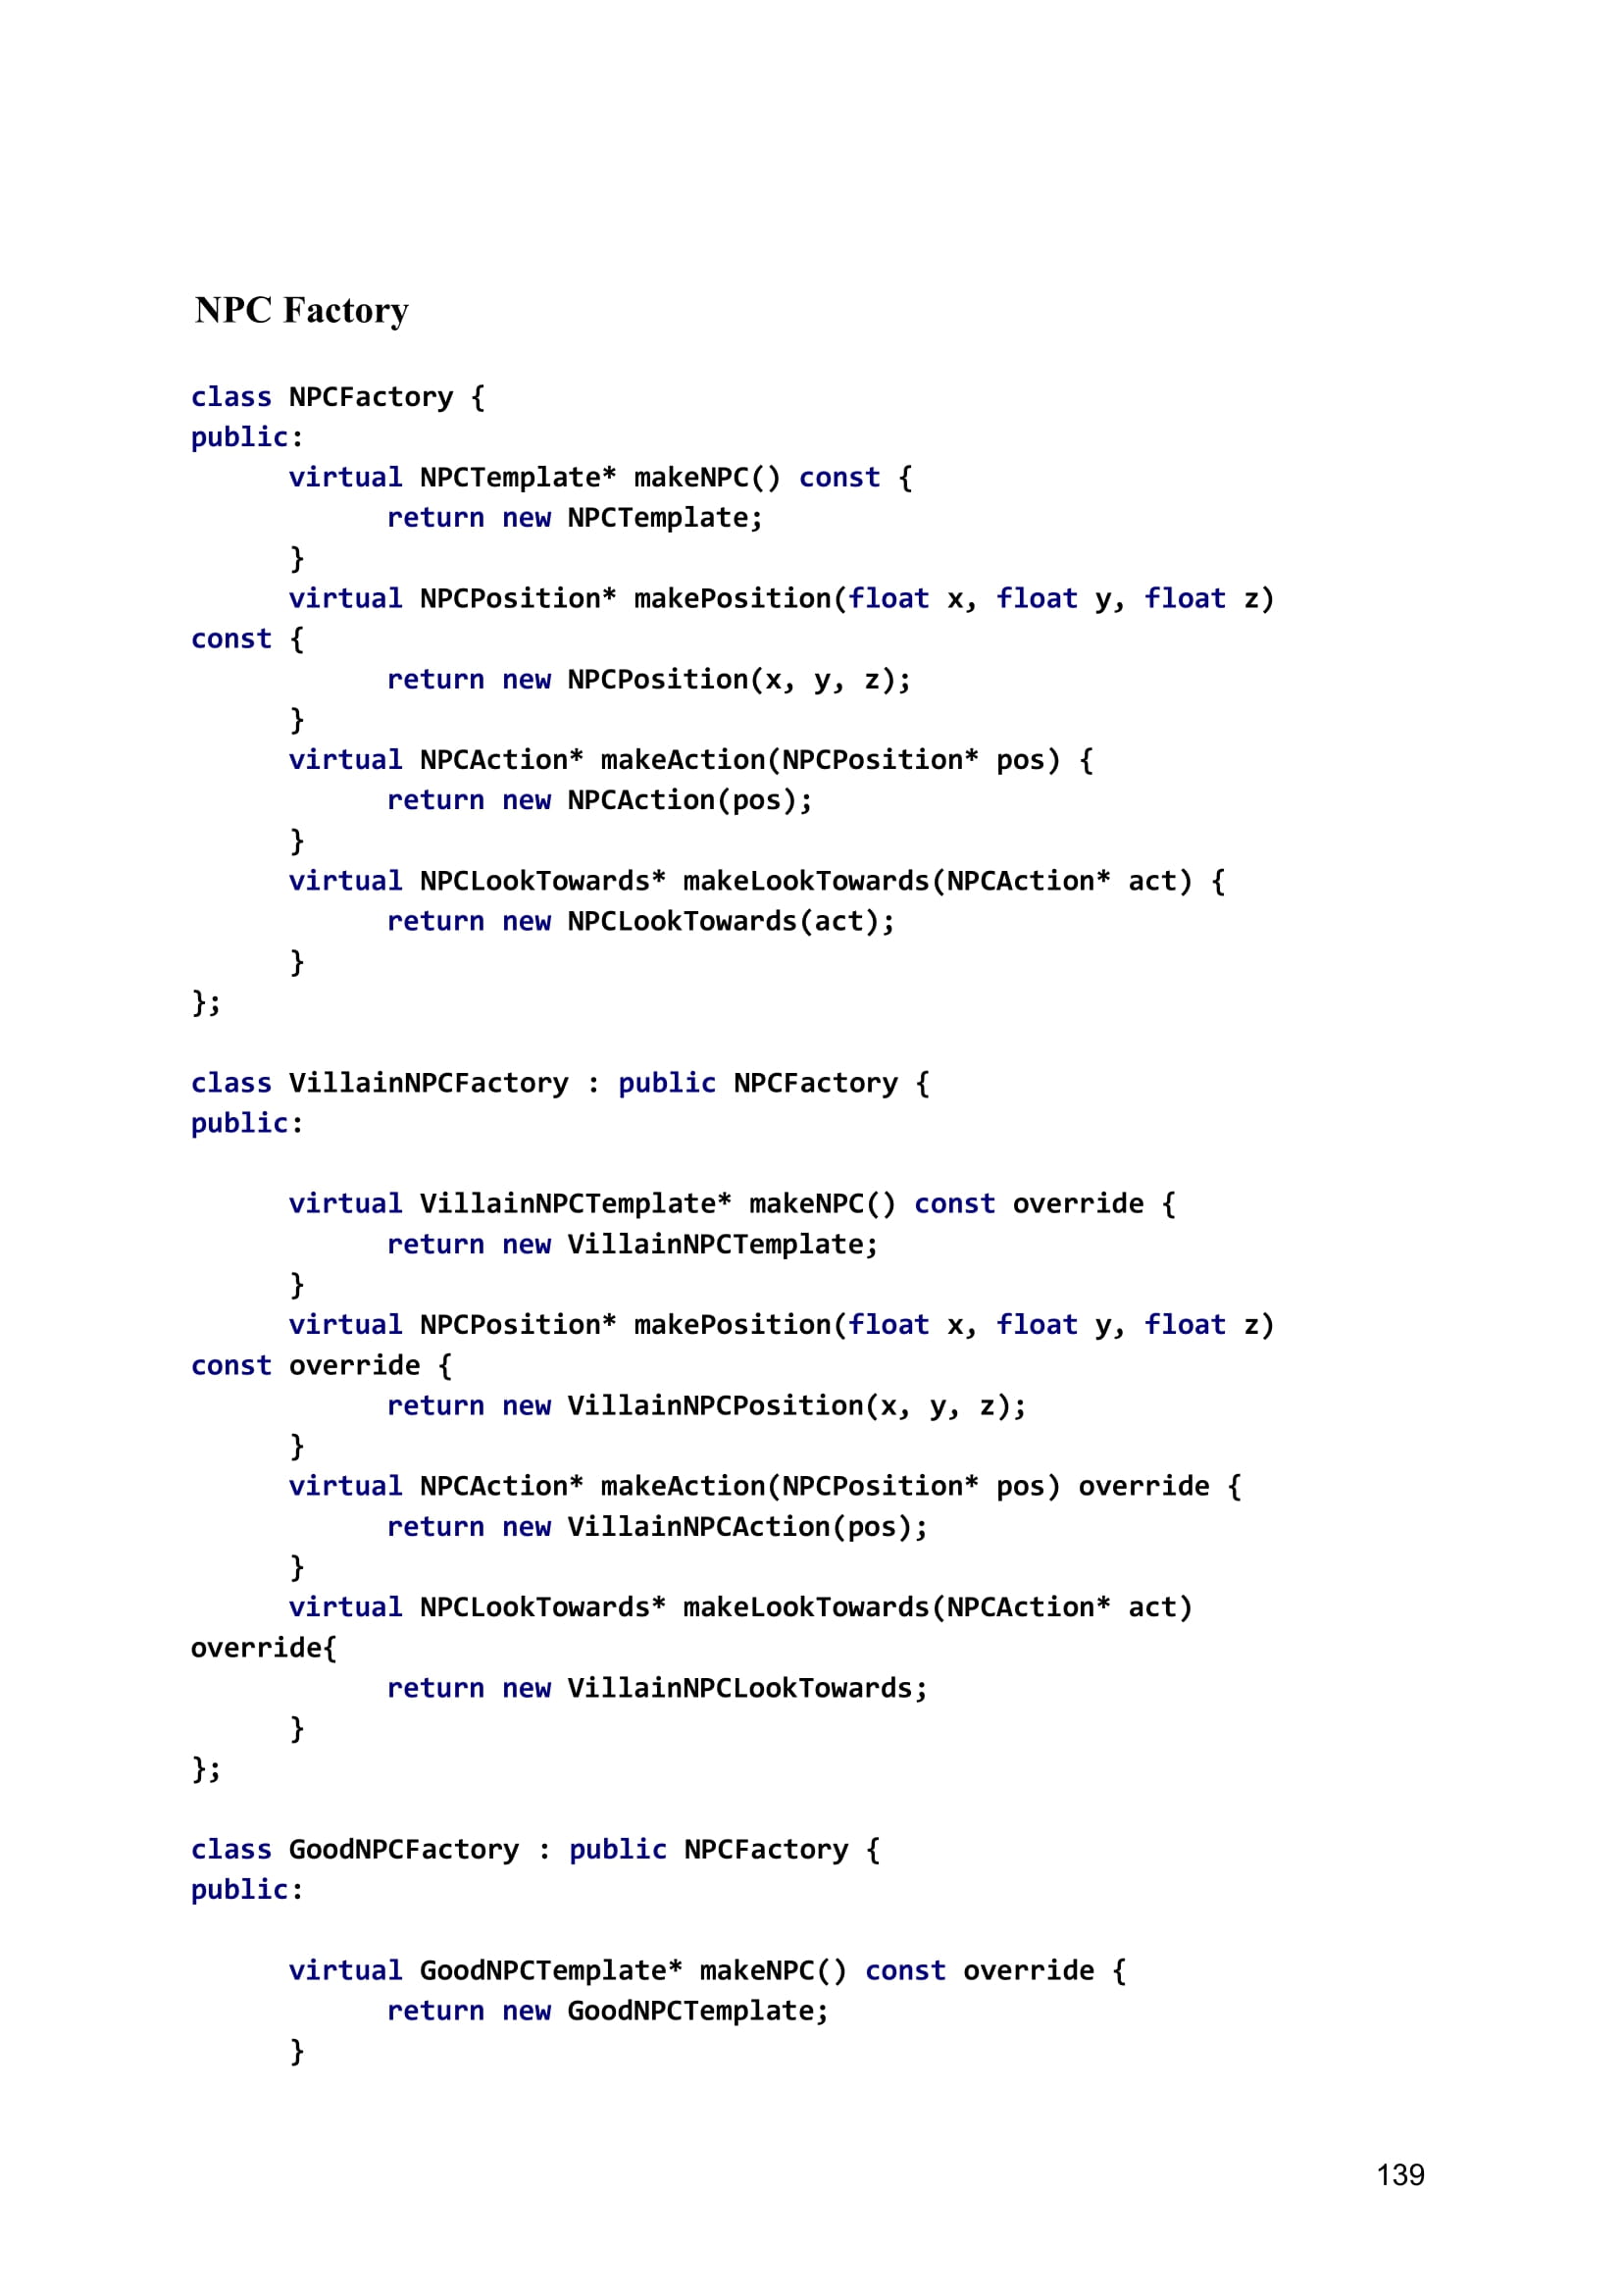 NPC Factory
class NPCFactory {
public:
virtual NPCTemplate* makeNPC() const {
return new NPCTemplate;
}
virtual NPCPosition* makePosition(float x, float y, float z)
const {
return new NPCPosition(x, y, z);
}
virtual NPCAction* makeAction(NPCPosition* pos) {
return new NPCAction(pos);
}
virtual NPCLookTowards* makeLookTowards(NPCAction* act) {
return new NPCLookTowards(act);
}
};
class VillainNPCFactory : public NPCFactory {
public:
virtual VillainNPCTemplate* makeNPC() const override {
return new VillainNPCTemplate;
}
virtual NPCPosition* makePosition(float x, float y, float z)
const override {
return new VillainNPCPosition(x, y, z);
}
virtual NPCAction* makeAction(NPCPosition* pos) override {
return new VillainNPCAction(pos);
}
virtual NPCLookTowards* makeLookTowards(NPCAction* act)
override{
return new VillainNPCLookTowards;
}
};
class GoodNPCFactory : public NPCFactory {
public:
virtual GoodNPCTemplate* makeNPC() const override {
return new GoodNPCTemplate;
}
139